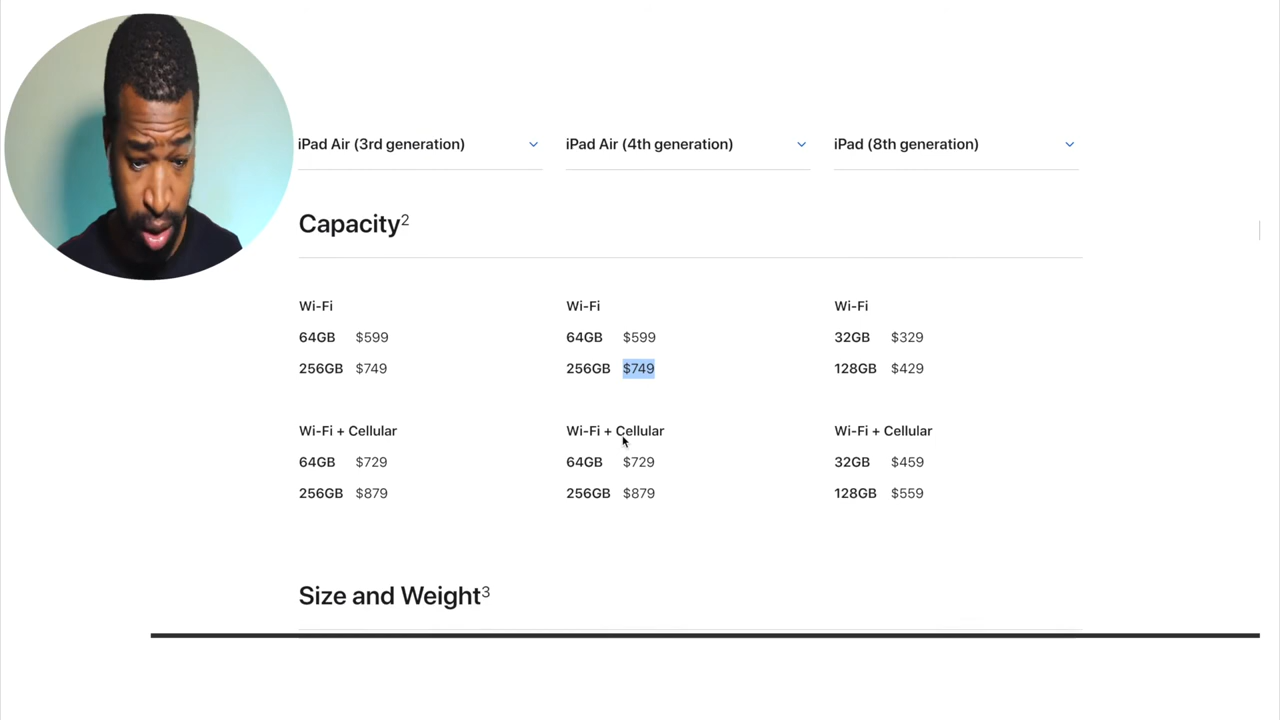 iPad Air (3rd generation) iPad Air (4th generation) iPad (8th generation)
Capacity2
Wi-Fi Wi-Fi Wi-Fi
64GB $599 64GB $599 32GB $329
256GB $749 256GB $749 128GB $429
Wi-Fi + Cellular Wi-Fi + Cellular Wi-Fi + Cellular
64GB $729 64GB $729 32GB $459
256GB $879 256GB $879 128GB $559
Size and Weight3